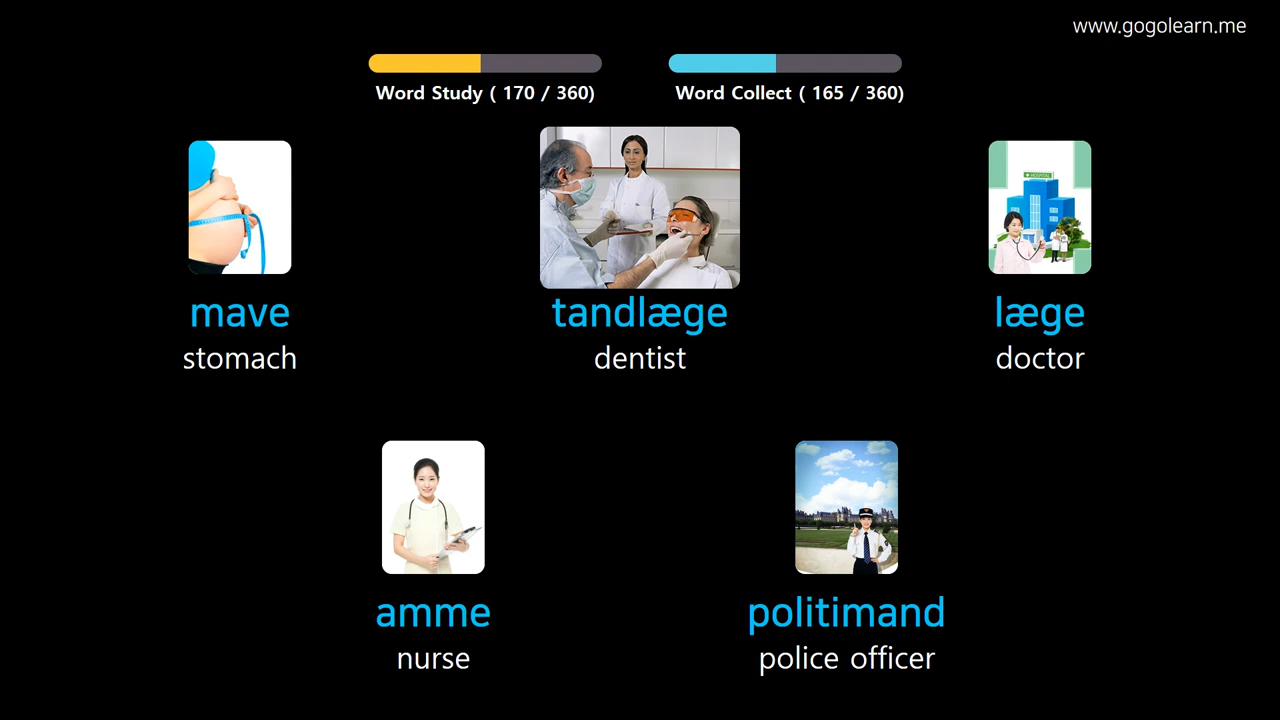 www.gogolearn.me
Word Study ( 170 / 360)
Word Collect ( 165 / 360)
HOSPITAL
mave
stomach
tandlæge
dentist
læge
doctor
amme
nurse
politimand
police officer